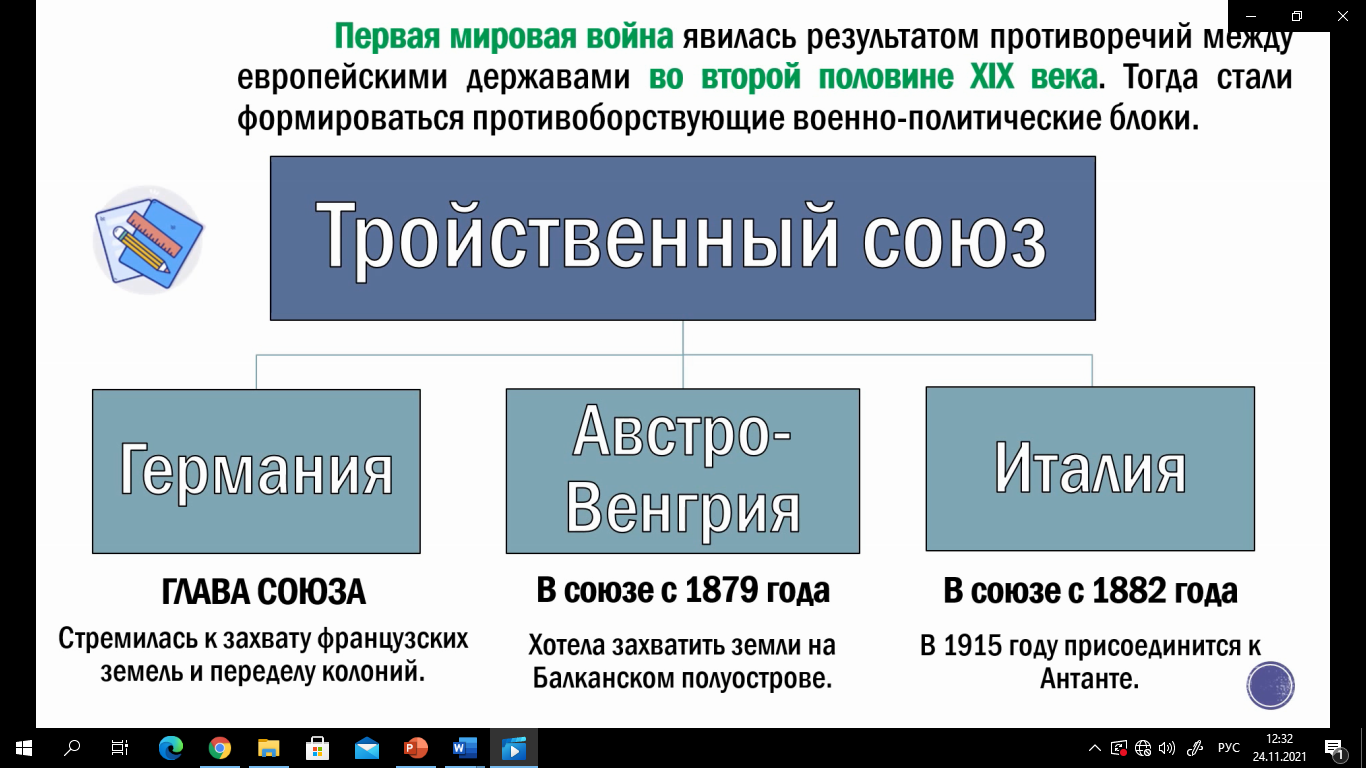 Первая мировая война явилась результатом противоречий между
европейскими державами во второй половине XIX века. Тогда стали
формироваться противоборствующие военно-политические блоки.
Тройственный союз
Германия
Австро-
Венгрия
Италия
ГЛАВА СОЮЗА
Стремилась к захвату французских
земель и переделу колоний.
В союзе с 1879 года
Хотела захватить земли на
Балканском полуострове.
В союзе с 1882 года
В 1915 году присоединится к
Антанте.
РУС
12:32
24.11.2021
1